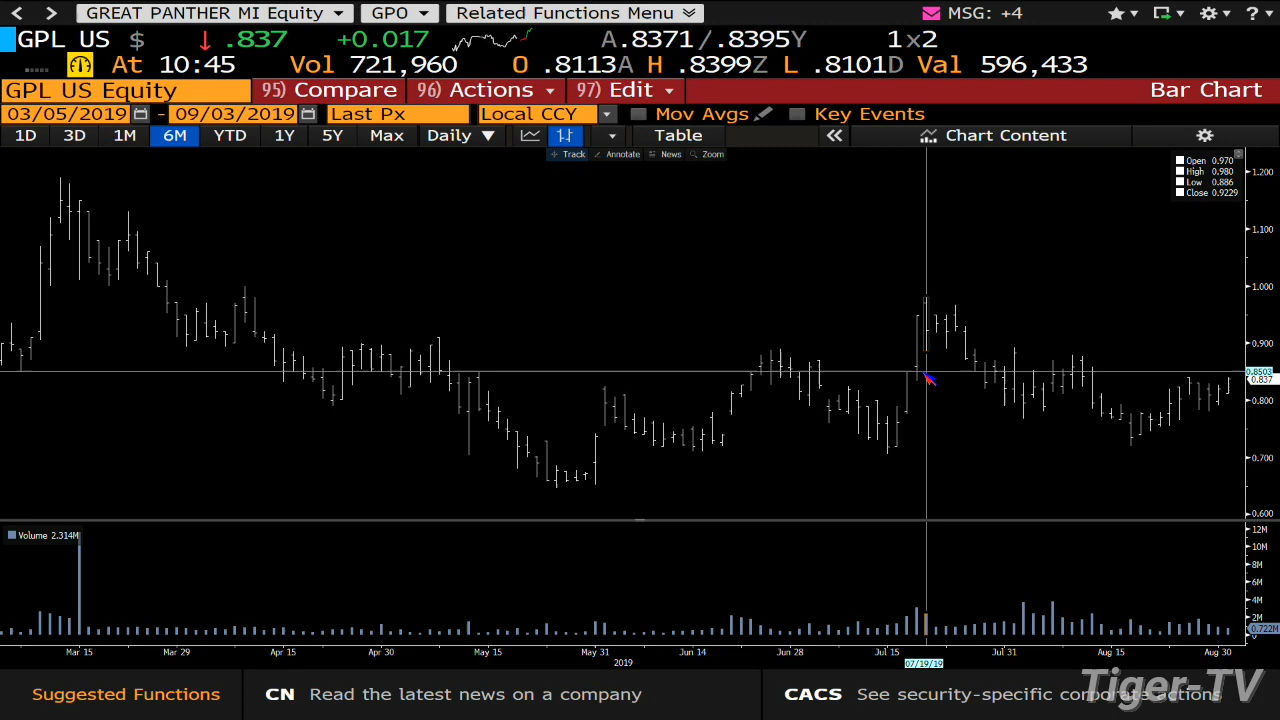 GREAT PANTHER MI Equity GPO Related Functions Menu MSG: +4 ?
GPL US $ ↓ .837 +0.017 A.8371/.8395Y 1x2
At 10:45 Vol 721,960 O .8113A H .8399Z L .8101D Val 596,433
GPL US Equity 95) Compare 96) Actions 97) Edit Bar Chart
03/05/2019 - 09/03/2019 Last Px Local CCY Mov Avgs Key Events
1D 3D 1M 6M YTD 1Y 5Y Max Daily ▼ Table « Chart Content
Track Annotate News Zoom
Open 0.970
High 0.980
Low 0.886
Close 0.9229
1.200
1.100
1.000
0.900
0.8503
0.837
0.800
0.700
0.600
Volume 2.314M
12M
10M
8M
6M
4M
2M
0.722M
0
Mar 15 Mar 29 Apr 15 Apr 30 May 15 May 31 Jun 14 Jun 28 Jul 15 Jul 31 Aug 15 Aug 30
2019 07/19/19
Suggested Functions CN Read the latest news on a company CACS See security-specific corporate actions
Tiger-TV